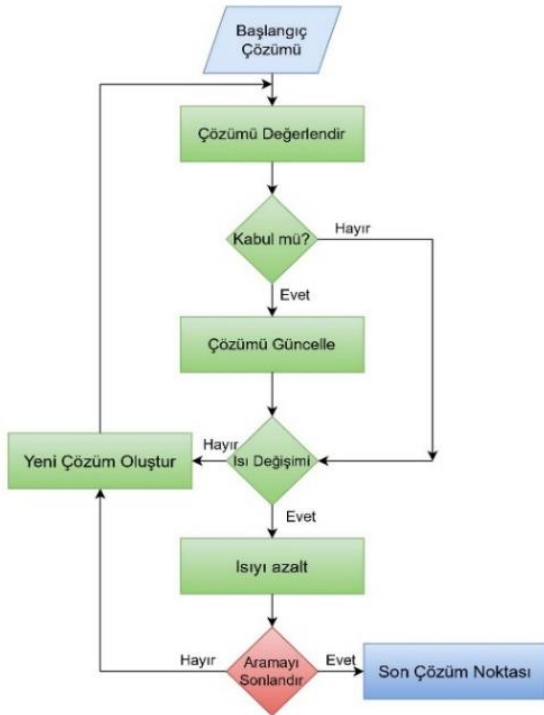 Başlangıç
Çözümü
Çözümü Değerlendir
Kabul mü?
Hayır
Evet
Çözümü Güncelle
Hayır
Yeni Çözüm Oluştur
Isı Değişimi
Evet
Isıyı azalt
Hayır
Aramayı
Sonlandır
Evet
Son Çözüm Noktası